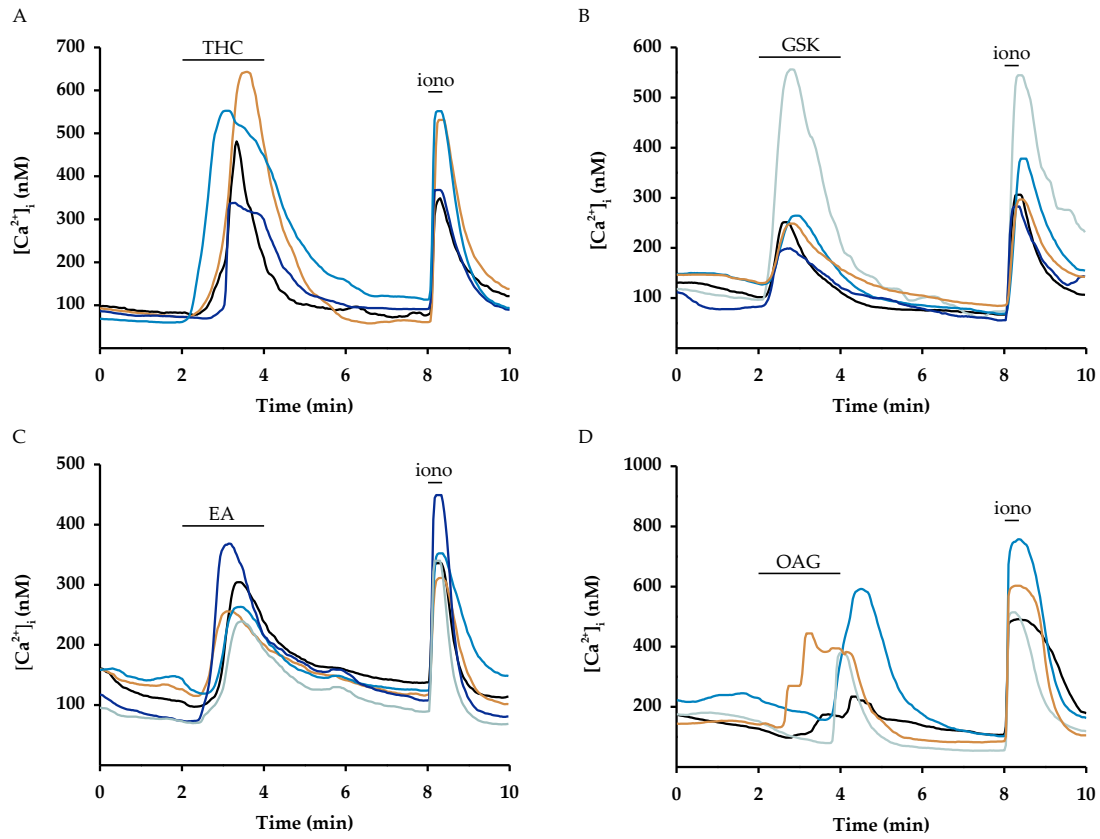 A
THC
iono
700
600
500
400
300
200
100
[Ca²⁺]ᵢ (nM)
0 2 4 6 8 10
Time (min)
B
GSK
iono
600
500
400
300
200
100
[Ca²⁺]ᵢ (nM)
0 2 4 6 8 10
Time (min)
C
EA
iono
500
400
300
200
100
[Ca²⁺]ᵢ (nM)
0 2 4 6 8 10
Time (min)
D
OAG
iono
1000
800
600
400
200
[Ca²⁺]ᵢ (nM)
0 2 4 6 8 10
Time (min)